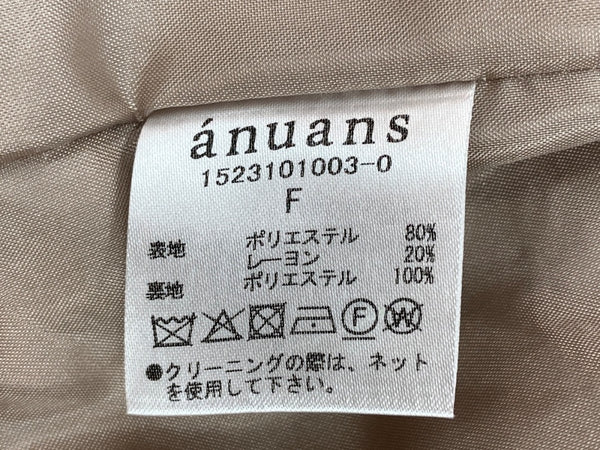 ánuans
1523101003-0
F
表地 ポリエステル 80%
レーヨン 20%
裏地 ポリエステル 100%
F W
●クリーニングの際は、ネット
を使用して下さい。